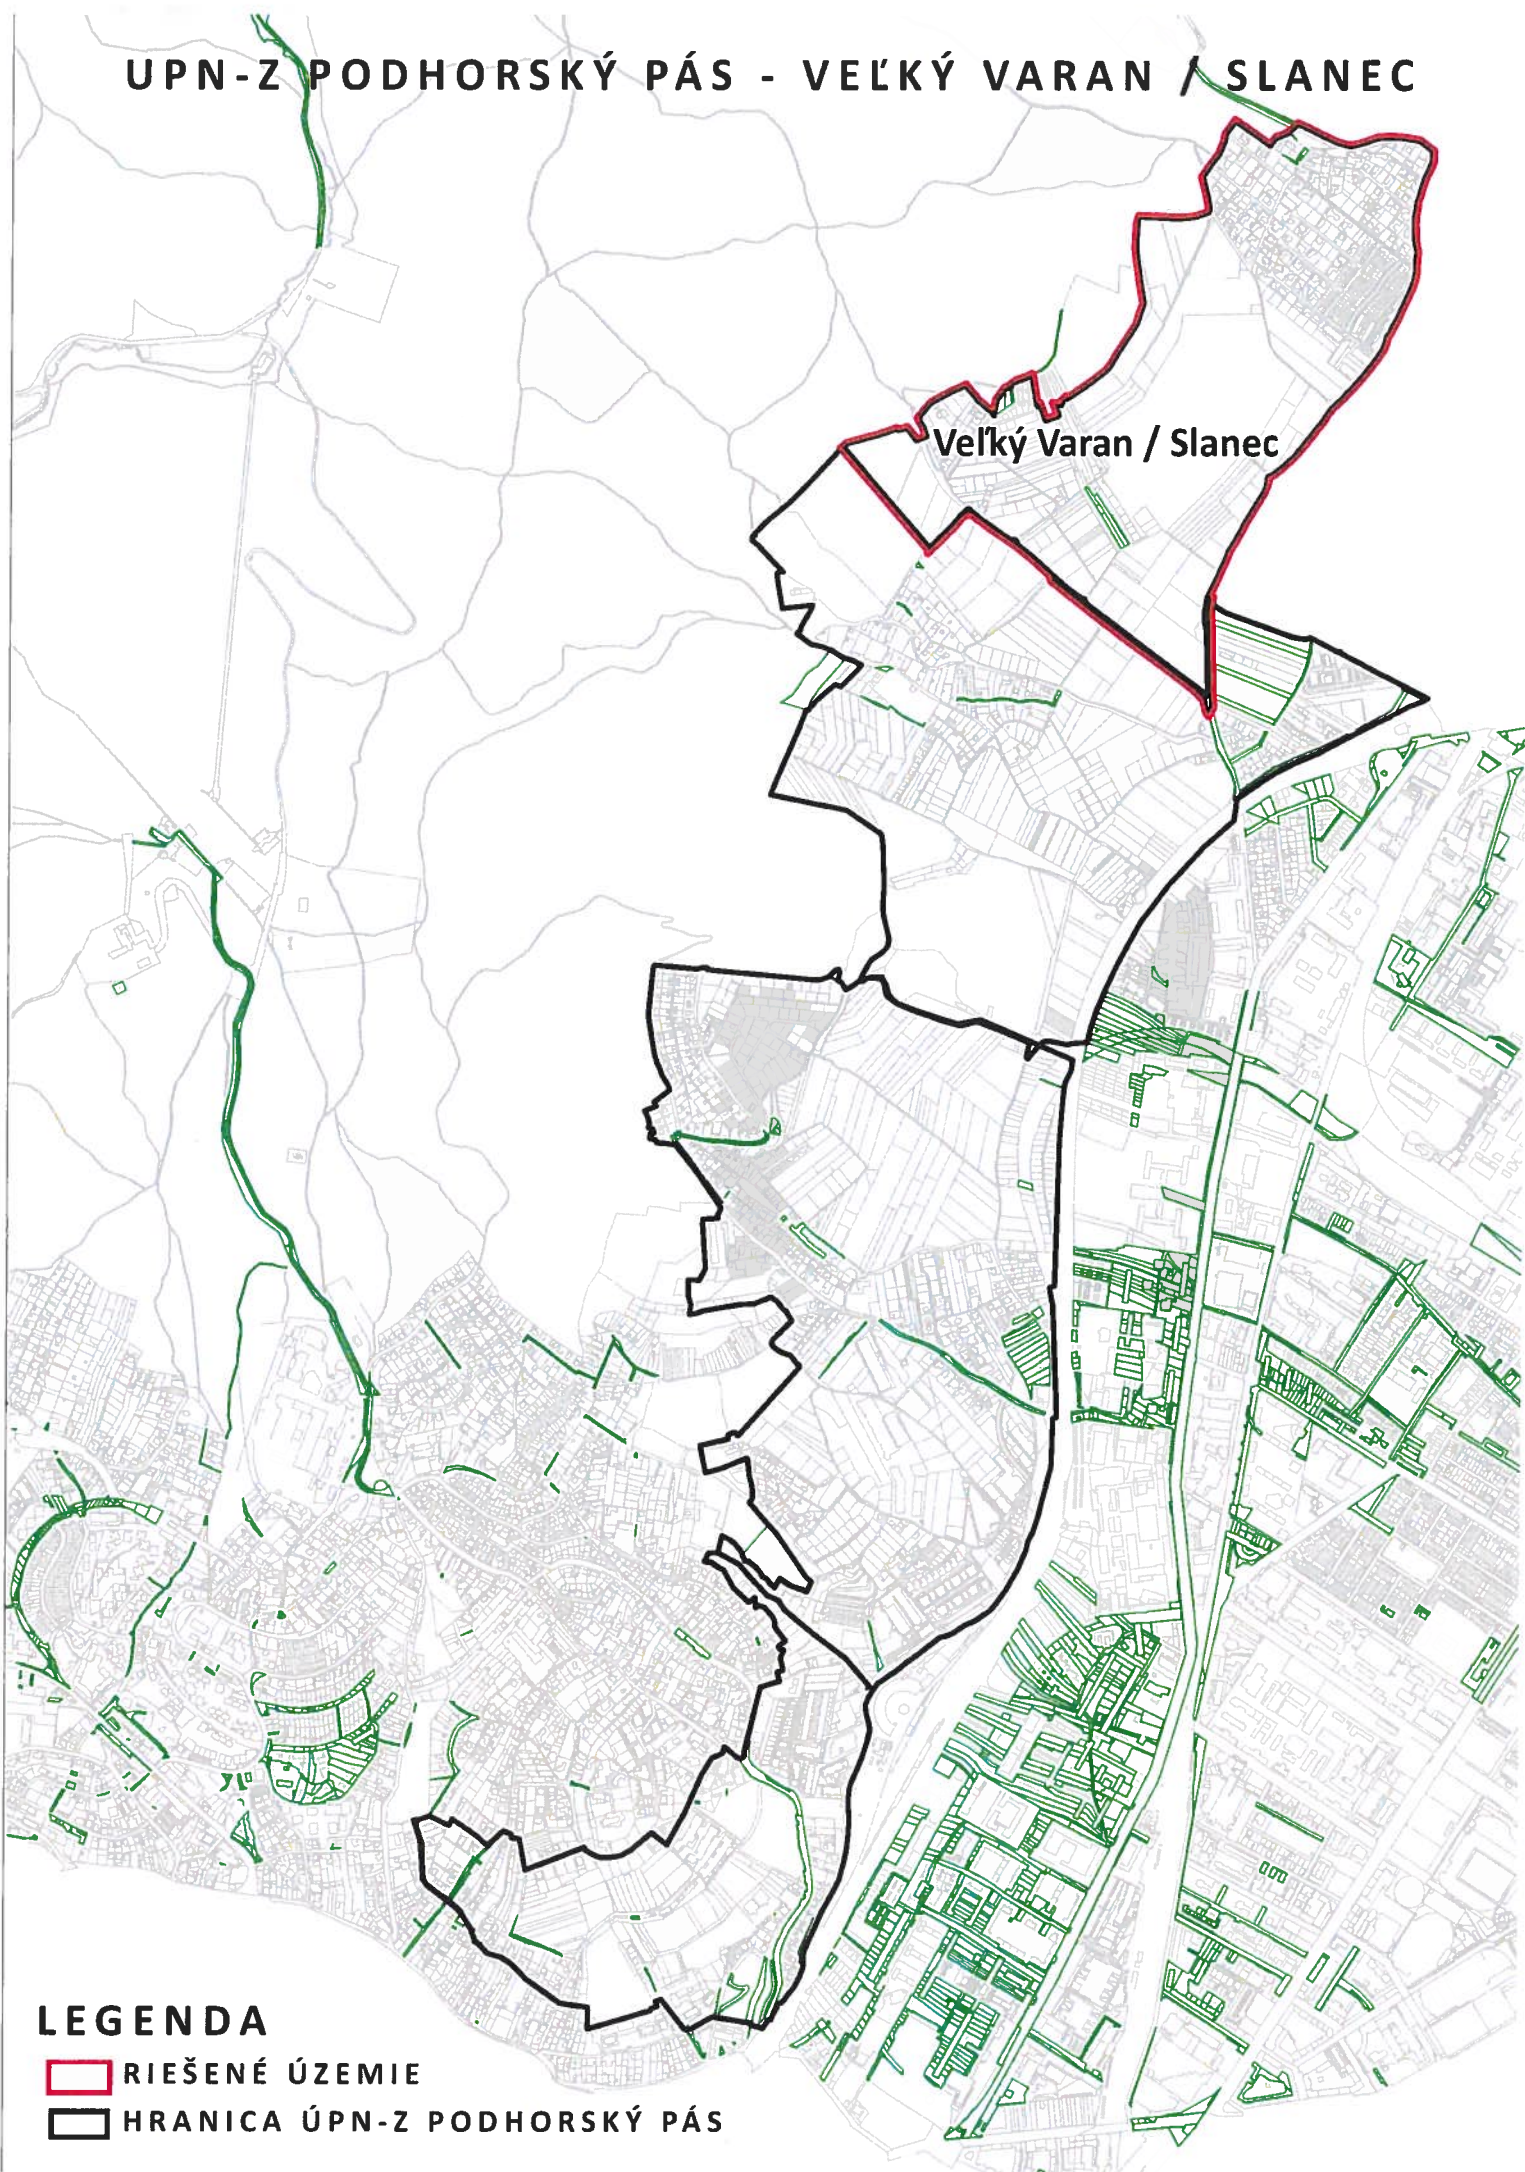 UPN-Z PODHORSKÝ PÁS - VEĽKÝ VARAN / SLANEC
Veľký Varan / Slanec
LEGENDA
RIEŠENÉ ÚZEMIE
HRANICA ÚPN-Z PODHORSKÝ PÁS